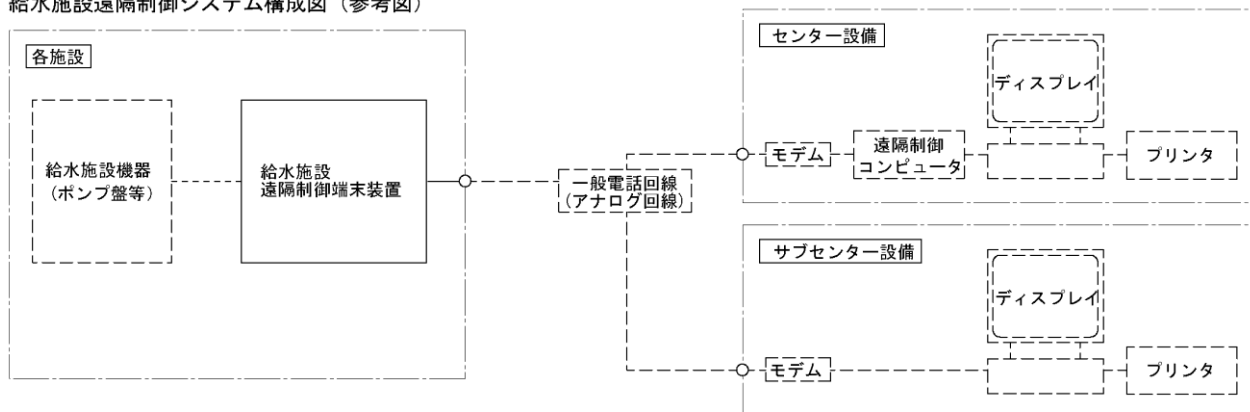 給水施設遠隔制御システム構成図（参考図）
各施設
給水施設機器
（ポンプ盤等）
給水施設
遠隔制御端末装置
一般電話回線
（アナログ回線）
センター設備
モデム
遠隔制御
コンピュータ
ディスプレイ
プリンタ
サブセンター設備
モデム
ディスプレイ
プリンタ